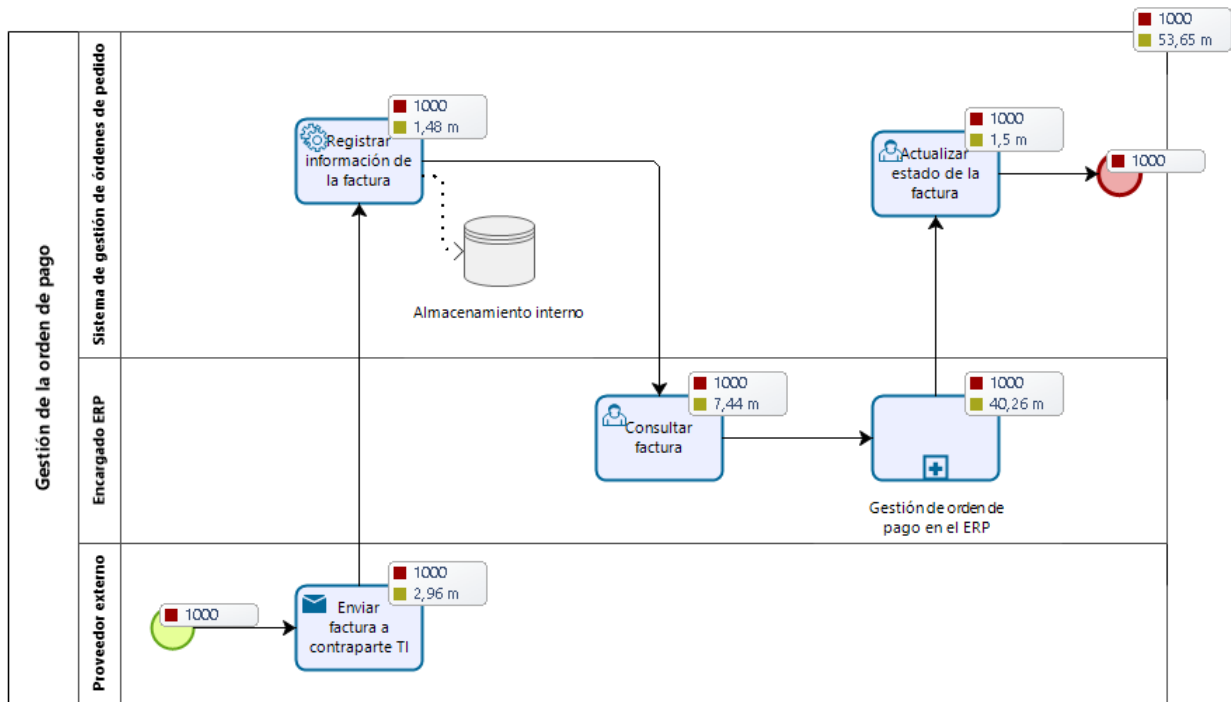 1000
53,65 m
Gestión de la orden de pago
Sistema de gestión de órdenes de pedido
1000
1,48 m
Registrar
información de
la factura
Almacenamiento interno
1000
1,5 m
Actualizar
estado de la
factura
1000
Encargado ERP
1000
7,44 m
Consultar
factura
1000
40,26 m
Gestión de orden de
pago en el ERP
Proveedor externo
1000
1000
2,96 m
Enviar
factura a
contraparte TI